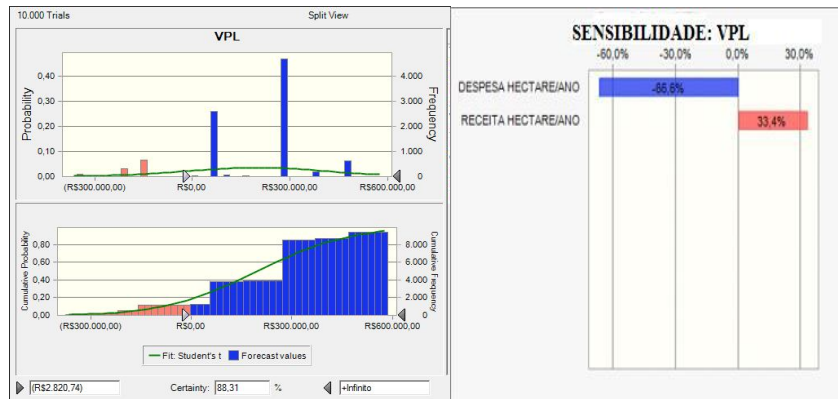 10.000 Trials Split View
VPL
Probability
Frequency
0,40 4.000
0,30 3.000
0,20 2.000
0,10 1.000
0,00 0
(R$300.000,00) R$0,00 R$300.000,00 R$600.000,00
Cumulative Probability
Cumulative Frequency
0,80 8.000
0,60 6.000
0,40 4.000
0,20 2.000
0,00 0
(R$300.000,00) R$0,00 R$300.000,00 R$600.000,00
Fit: Student's t Forecast values
(R$2.820,74) Certainty: 88,31 % +Infinito
SENSIBILIDADE: VPL
-60,0% -30,0% 0,0% 30,0%
DESPESA HECTARE/ANO -66,6%
RECEITA HECTARE/ANO 33,4%